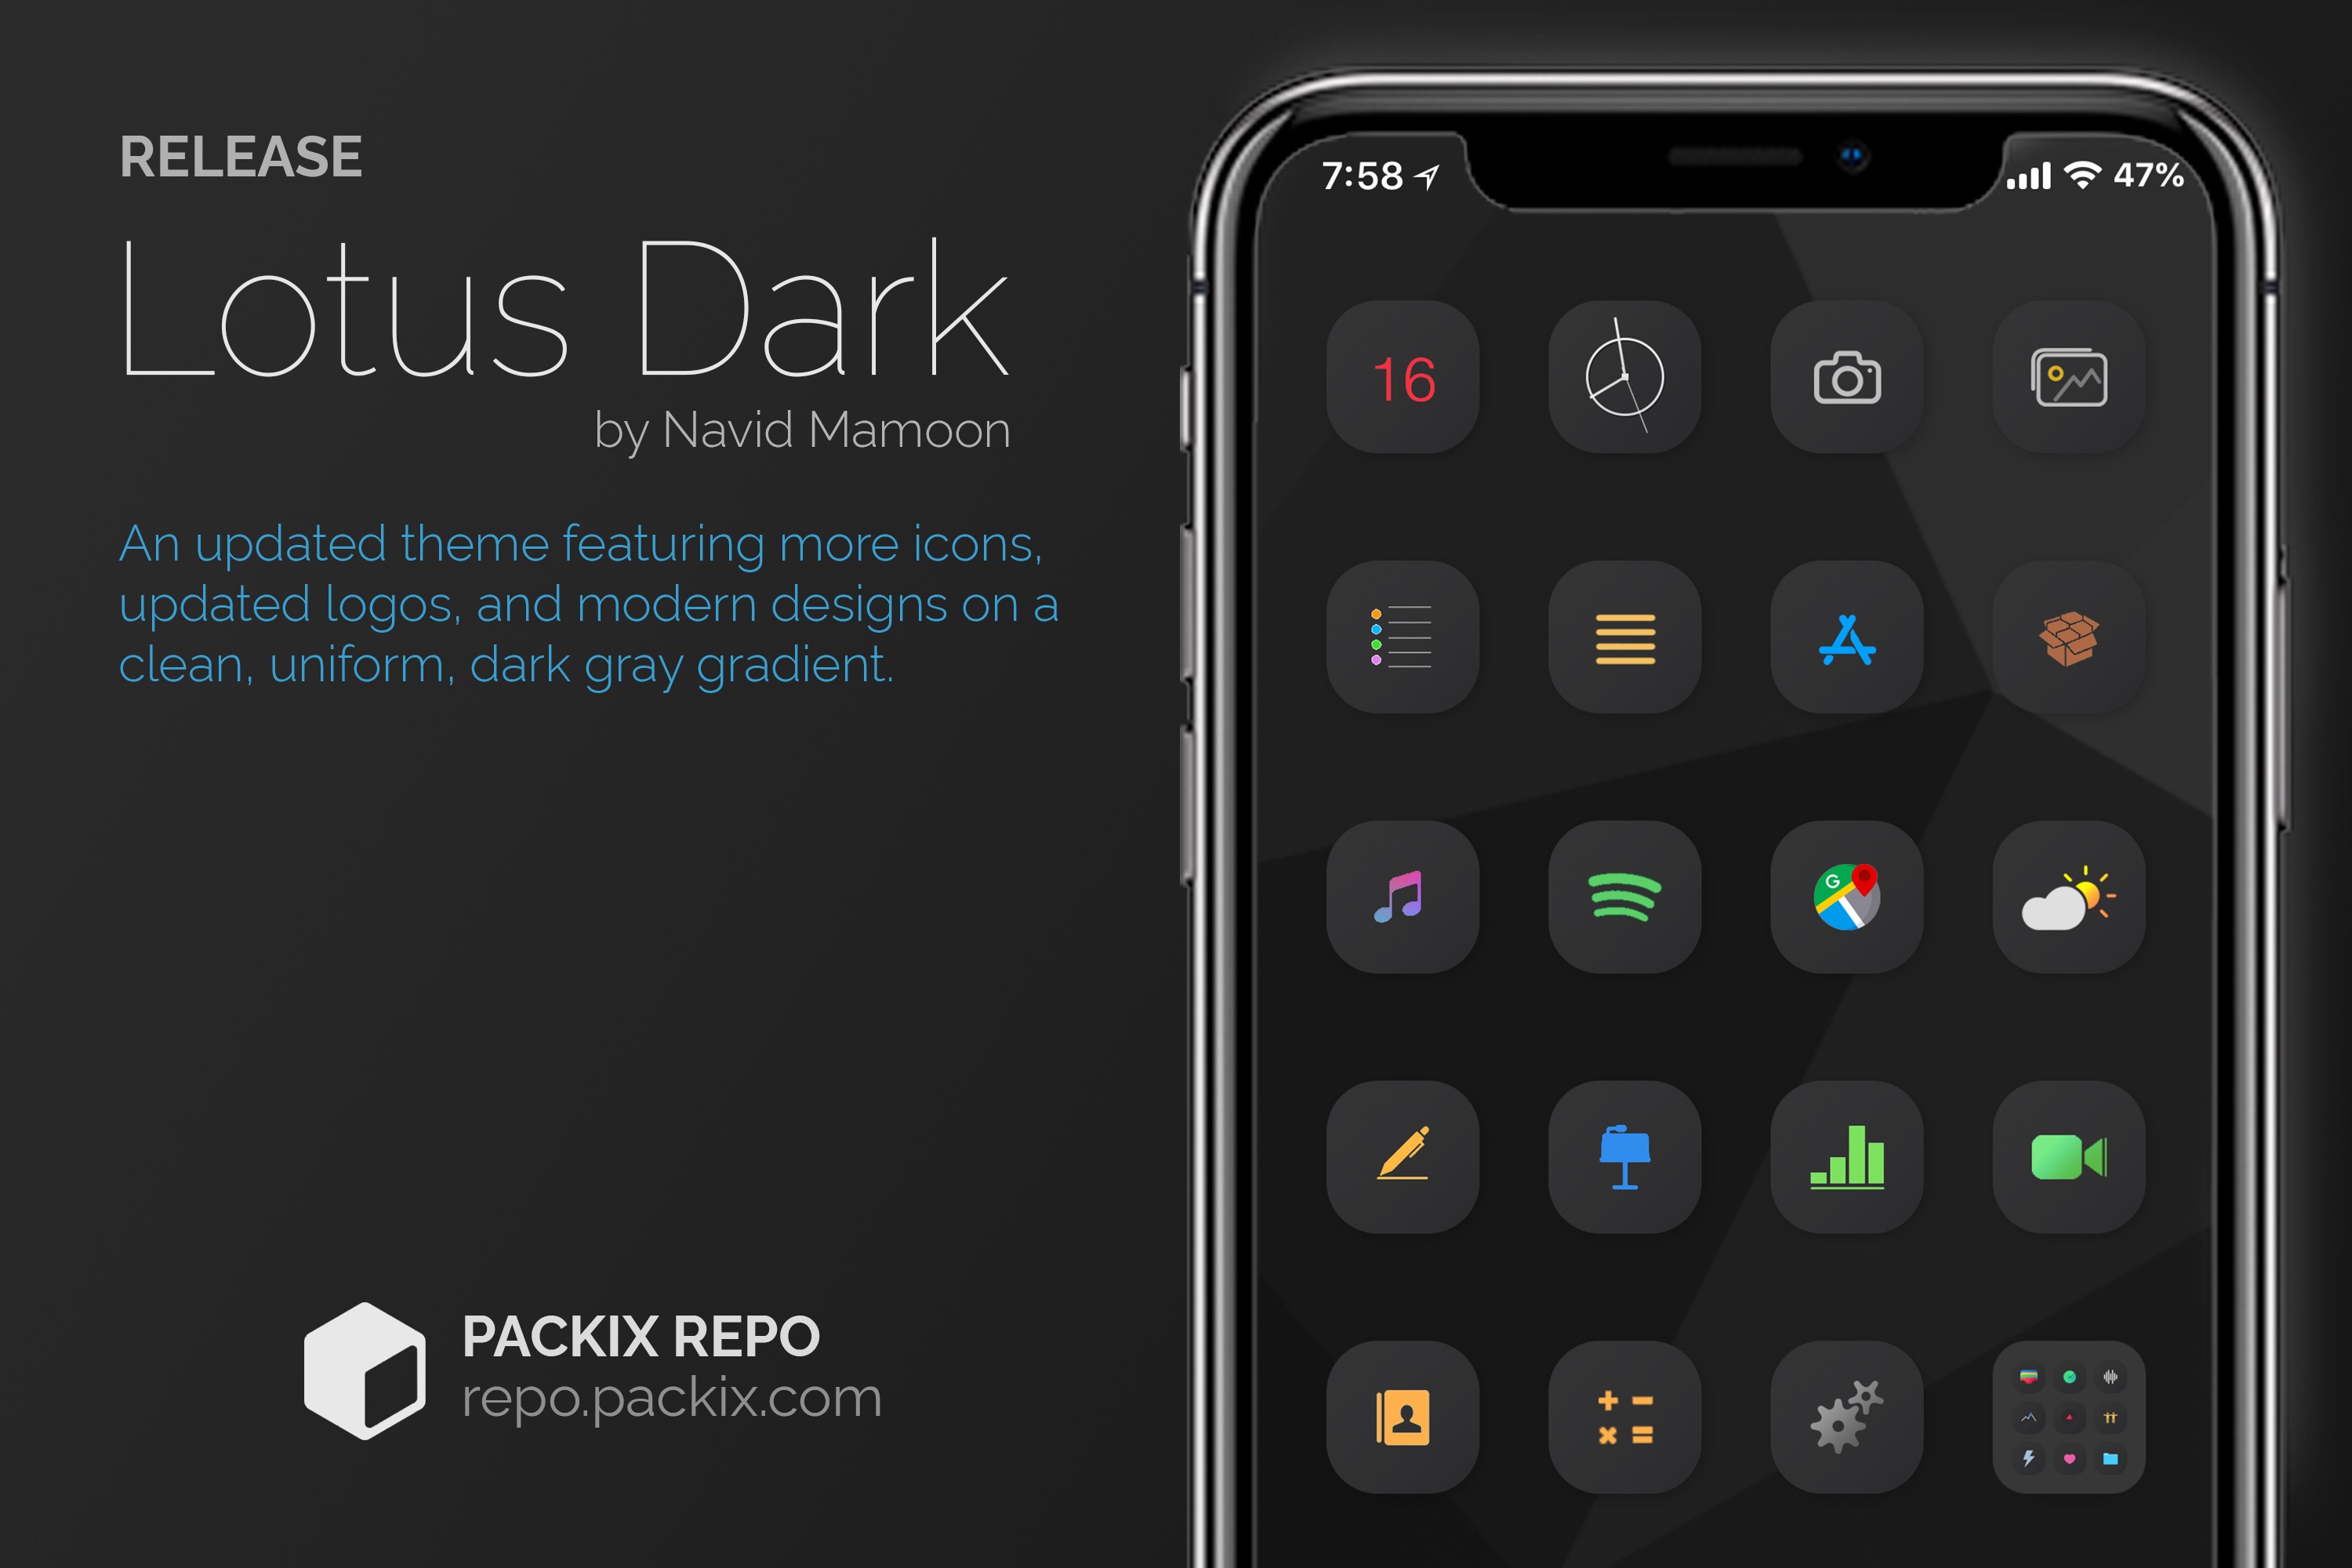 RELEASE
Lotus Dark
by Navid Mamoon
An updated theme featuring more icons,
updated logos, and modern designs on a
clean, uniform, dark gray gradient.
PACKIX REPO
repo.packix.com
7:58
47%
16
G